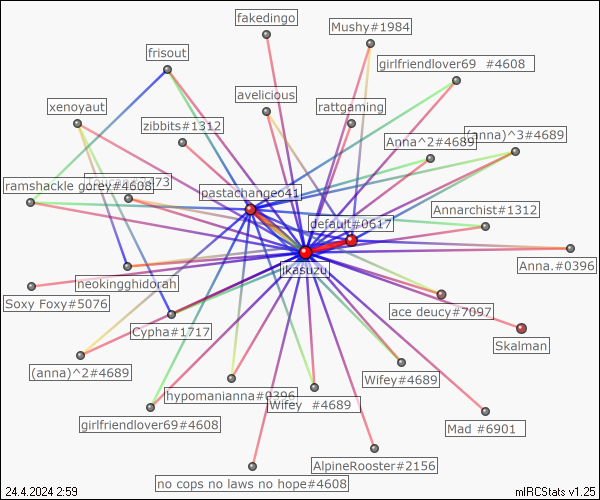 fakedingo
Mushy#1984
frisout
girlfriendlover69 #4608
avelicious
xenoyaut
rattgaming
zibbits#1312
(anna)^3#4689
Anna^2#4689
ramshackle gorey#4608
pastachangeo41
Annarchist#1312
default#0617
Anna.#0396
ikasuzu
neokingghidorah
Soxy Foxy#5076
ace deucy#7097
Cypha#1717
Skalman
(anna)^2#4689
Wifey#4689
hypomanianna#0396
Wifey #4689
girlfriendlover69#4608
Mad #6901
AlpineRooster#2156
no cops no laws no hope#4608
24.4.2024 2:59
mIRCStats v1.25